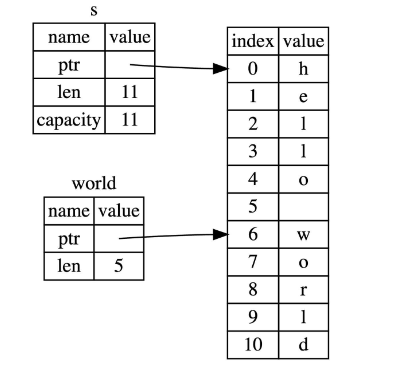 s
name value
ptr
len 11
capacity 11
world
name value
ptr
len 5
index value
0 h
1 e
2 l
3 l
4 o
5
6 w
7 o
8 r
9 l
10 d